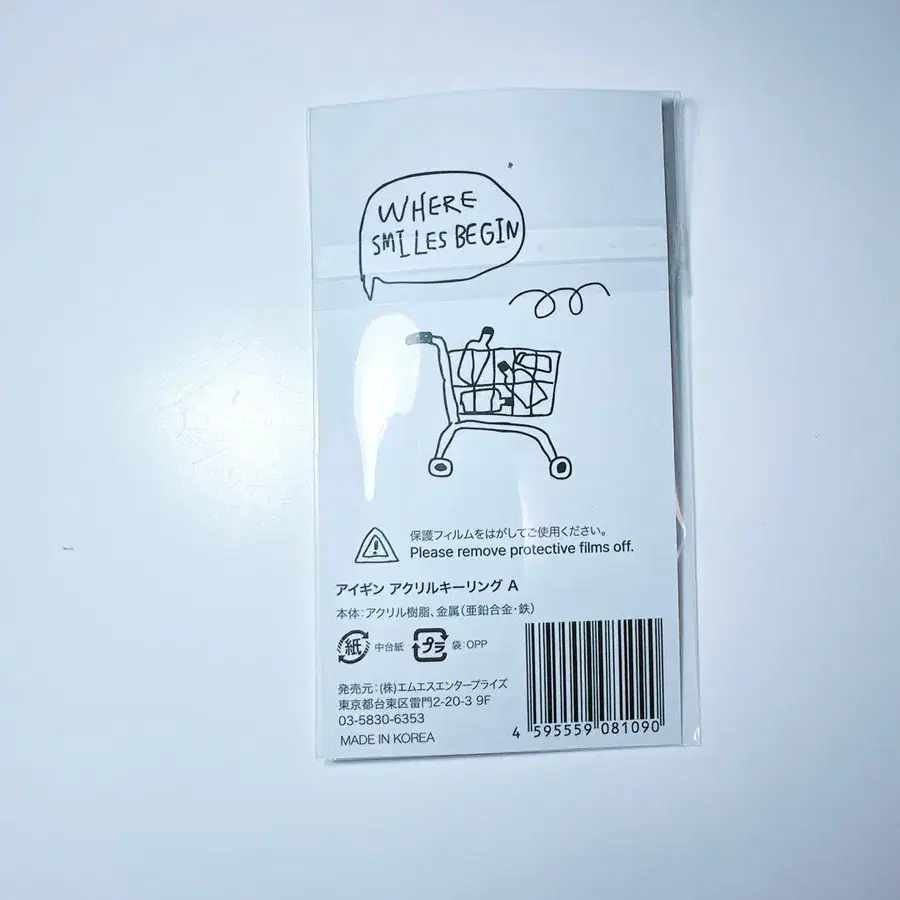 WHERE
SMILES BEGIN
保護フィルムをはがしてご使用ください。
Please remove protective films off.
アイギン アクリルキーリング A
本体:アクリル樹脂、金属(亜鉛合金・鉄)
紙 中台紙 プラ 袋:OPP
発売元:(株)エムエスエンタープライズ
東京都台東区雷門2-20-3 9F
03-5830-6353
MADE IN KOREA
4 595559 081090